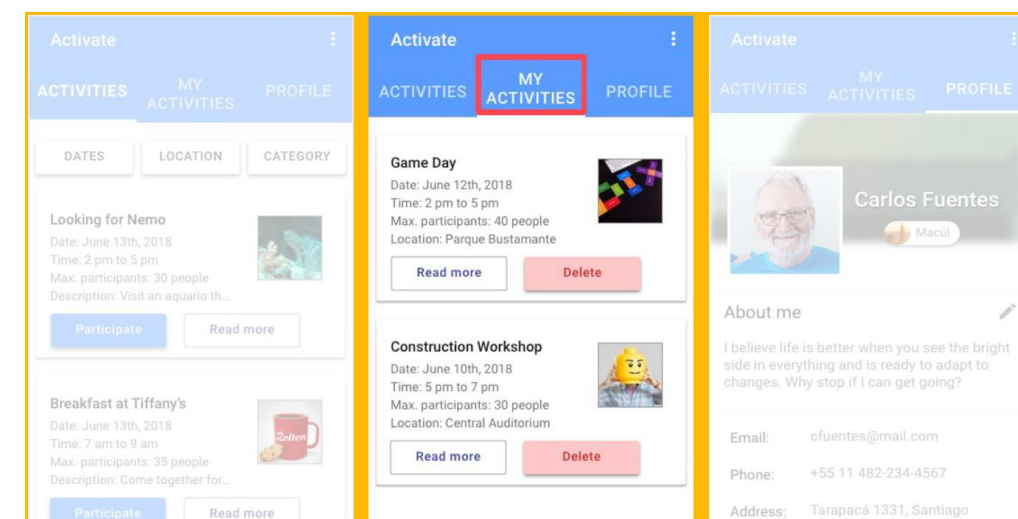 Activate
ACTIVITIES
MY
ACTIVITIES
PROFILE
DATES
LOCATION
CATEGORY
Looking for Nemo
Date: June 13th, 2018
Time: 2 pm to 5 pm
Max. participants: 30 people
Description: Visit an aquario th...
Participate
Read more
Breakfast at Tiffany's
Date: June 13th, 2018
Time: 7 am to 9 am
Max. participants: 35 people
Description: Come together for...
Zolton
Participate
Read more
Activate
ACTIVITIES
MY
ACTIVITIES
PROFILE
Game Day
Date: June 12th, 2018
Time: 2 pm to 5 pm
Max. participants: 40 people
Location: Parque Bustamante
Read more
Delete
Construction Workshop
Date: June 10th, 2018
Time: 5 pm to 7 pm
Max. participants: 30 people
Location: Central Auditorium
Read more
Delete
Activate
ACTIVITIES
MY
ACTIVITIES
PROFILE
Carlos Fuentes
Macúl
About me
I believe life is better when you see the bright
side in everything and is ready to adapt to
changes. Why stop if I can get going?
Email: cfuentes@mail.com
Phone: +55 11 482-234-4567
Address: Tarapacá 1331, Santiago